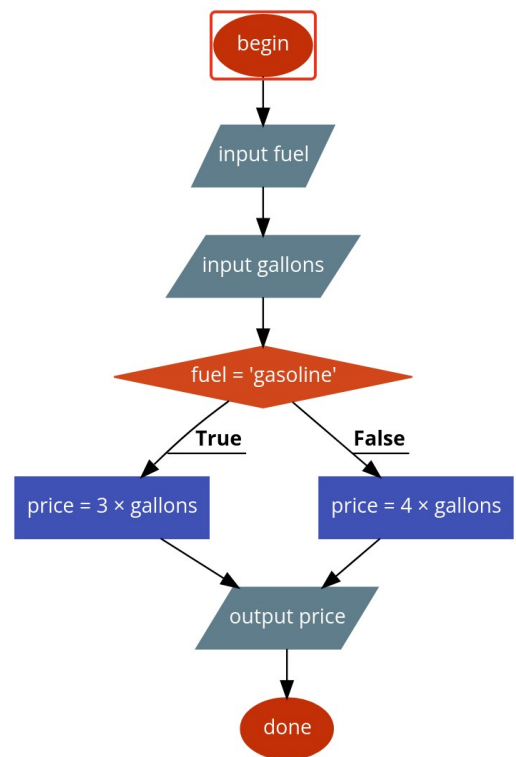 begin
input fuel
input gallons
fuel = 'gasoline'
True
False
price = 3 × gallons
price = 4 × gallons
output price
done